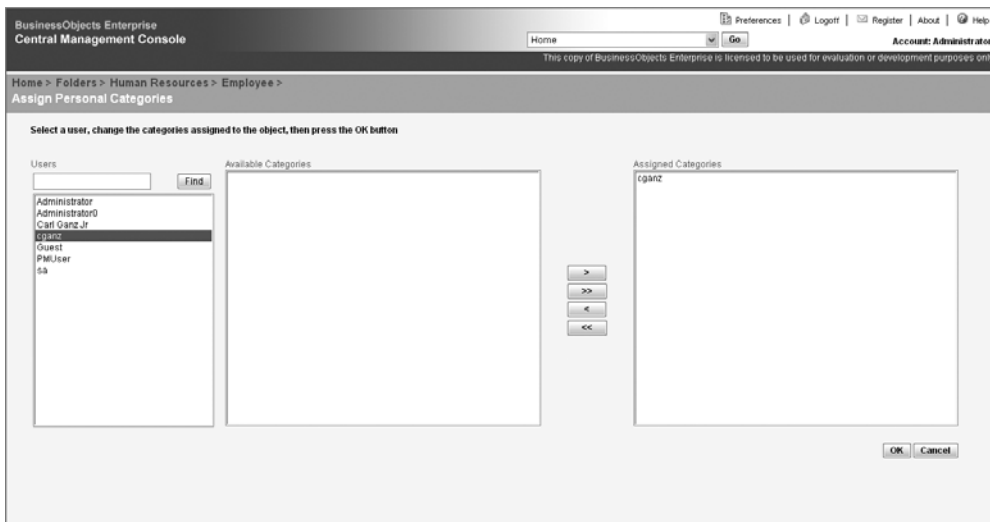 BusinessObjects Enterprise
Central Management Console
Preferences | Logoff | Register | About | Help
Home Go Account: Administrator
This copy of BusinessObjects Enterprise is licensed to be used for evaluation or development purposes onl
Home > Folders > Human Resources > Employee >
Assign Personal Categories
Select a user, change the categories assigned to the object, then press the OK button
Users Available Categories Assigned Categories
Find cganz
Administrator
Administrator0
Carl Ganz Jr
cganz
Guest
PMUser
sa
>
>>
<
<<
OK Cancel